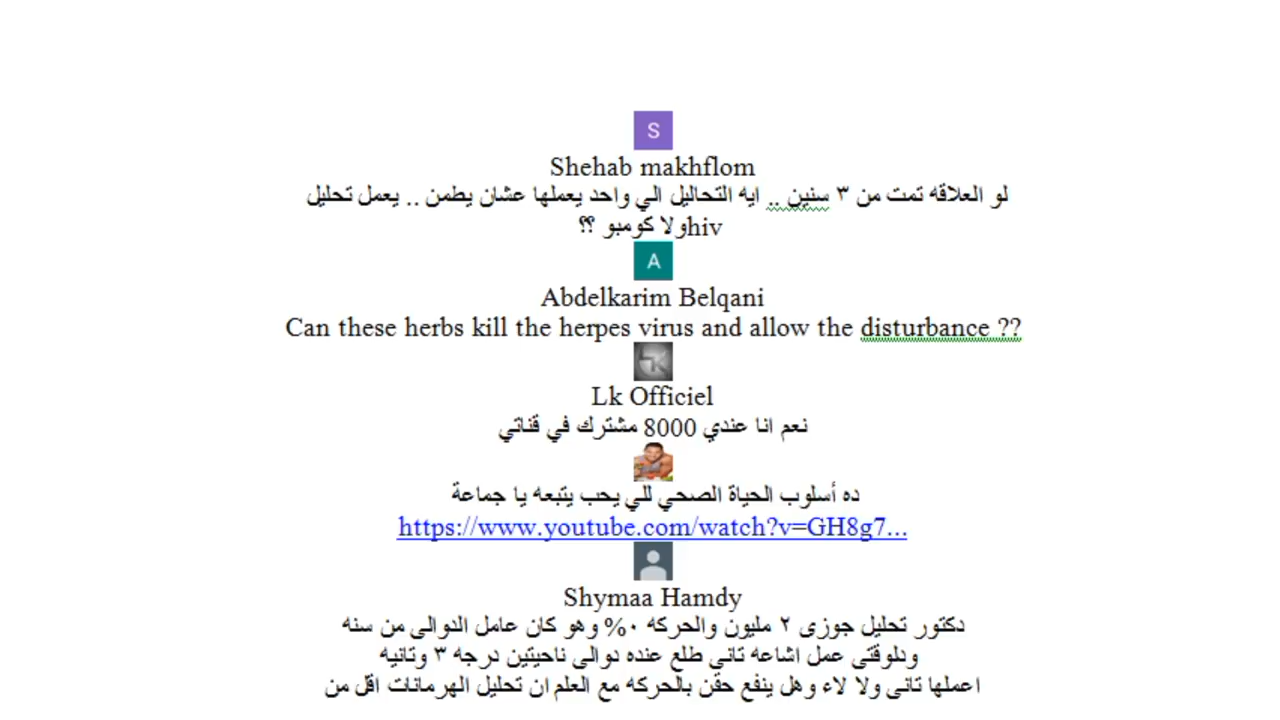 S
Shehab makhflom
لو العلاقه تمت من ٣ سنين .. ايه التحاليل الي واحد يعملها عشان يطمن .. يعمل تحليل
hivولا كومبو ؟؟
A
Abdelkarim Belqani
Can these herbs kill the herpes virus and allow the disturbance ??
LK
Lk Officiel
نعم انا عندي 8000 مشترك في قناتي
ده أسلوب الحياة الصحي للي يحب يتبعه يا جماعة
https://www.youtube.com/watch?v=GH8g7...
Shymaa Hamdy
دكتور تحليل جوزى ٢ مليون والحركه ٠% وهو كان عامل الدوالى من سنه
ودلوقتى عمل اشاعه تانى طلع عنده دوالى ناحيتين درجه ٣ وتانيه
اعملها تانى ولا لاء وهل ينفع حقن بالحركه مع العلم ان تحليل الهرمانات اقل من